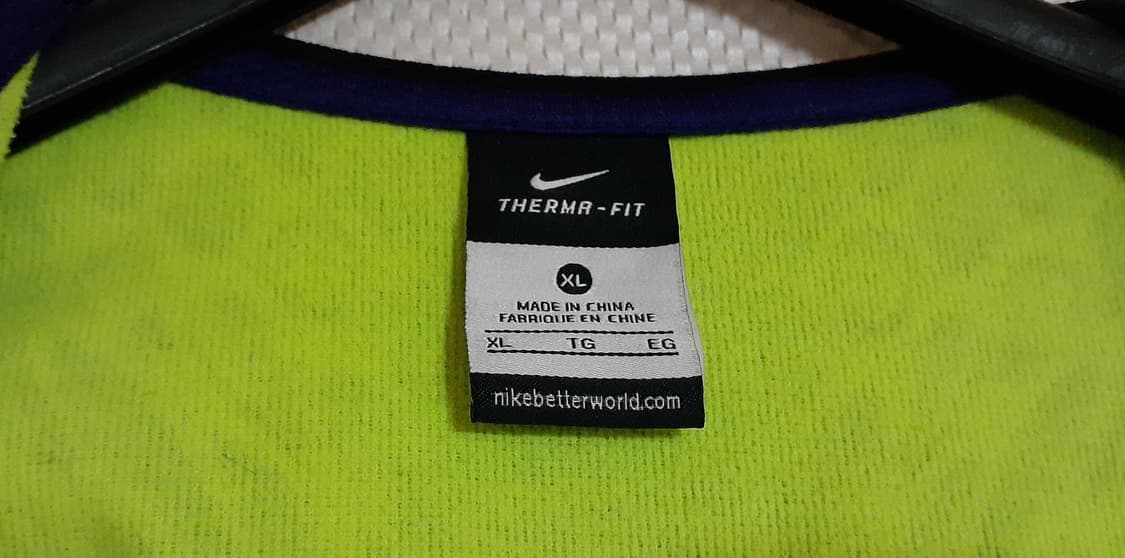 THERMA-FIT
XL
MADE IN CHINA
FABRIQUE EN CHINE
XL TG EG
nikebetterworld.com